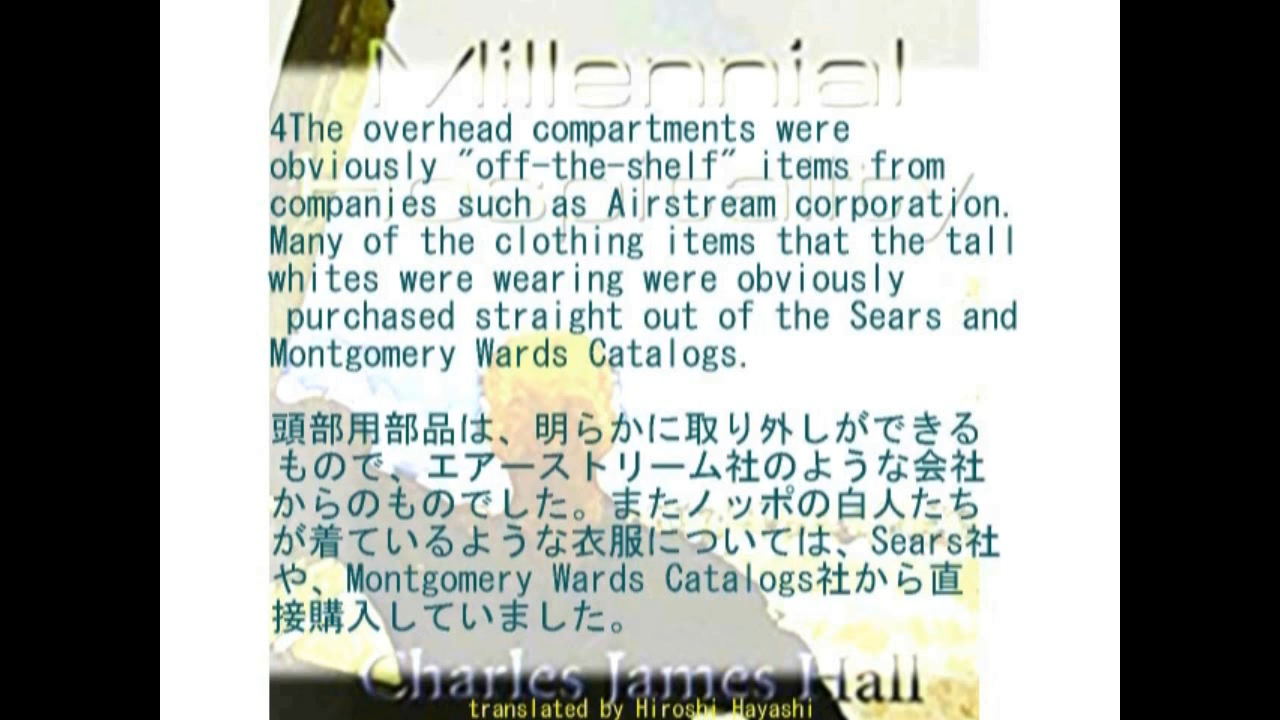 Millennial
4The overhead compartments were
obviously "off-the-shelf" items from
Hospitality
companies such as Airstream corporation.
Many of the clothing items that the tall
whites were wearing were obviously
purchased straight out of the Sears and
Montgomery Wards Catalogs.
頭部用部品は、明らかに取り外しができる
もので、エアーストリーム社のような会社
からのものでした。またノッポの白人たち
が着ているような衣服については、Sears社
や、Montgomery Wards Catalogs社から直
接購入していました。
Charles James Hall
translated by Hiroshi Hayashi